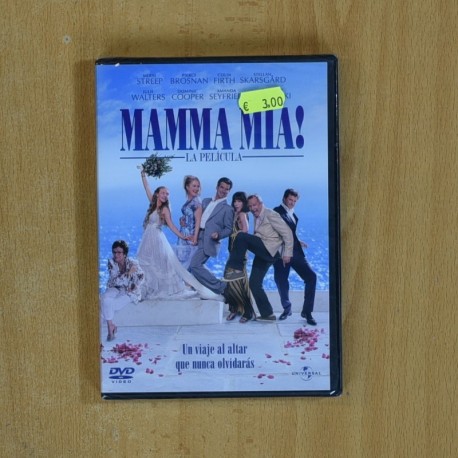 MERYL STREEP PIERCE BROSNAN COLIN FIRTH STELLAN SKARSGÅRD
JULIE WALTERS DOMINIC COOPER AMANDA SEYFRIE
€ 3,00
MAMMA MIA!
LA PELÍCULA
Un viaje al altar
que nunca olvidarás
DVD
VIDEO
UNIVERSAL